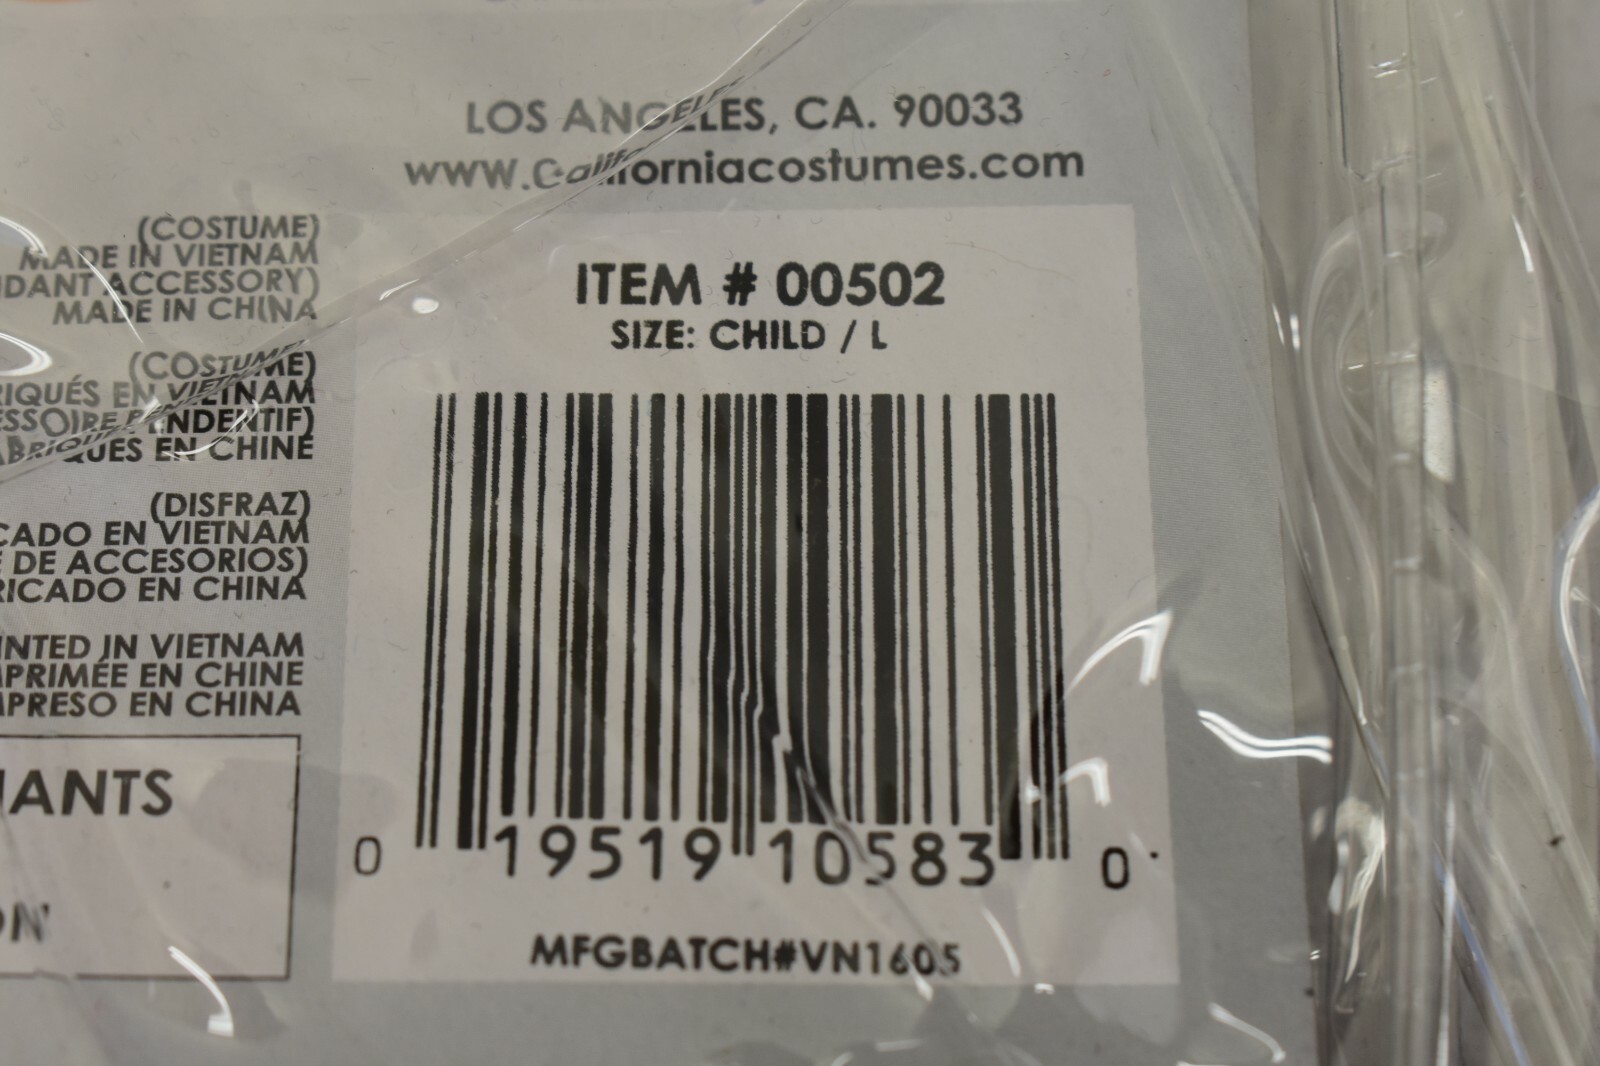 LOS ANGELES, CA. 90033
www.Californiacostumes.com
(COSTUME)
MADE IN VIETNAM
ACCESSORY)
MADE IN CHINA
(COSTUME)
EN VIETNAM
PENDENTIF)
EN CHINE
(DISFRAZ)
EN VIETNAM
DE ACCESORIOS)
EN CHINA
IN VIETNAM
EN CHINE
EN CHINA
ITEM # 00502
SIZE: CHILD / L
0 19519 10583 0
MFGBATCH#VN1605